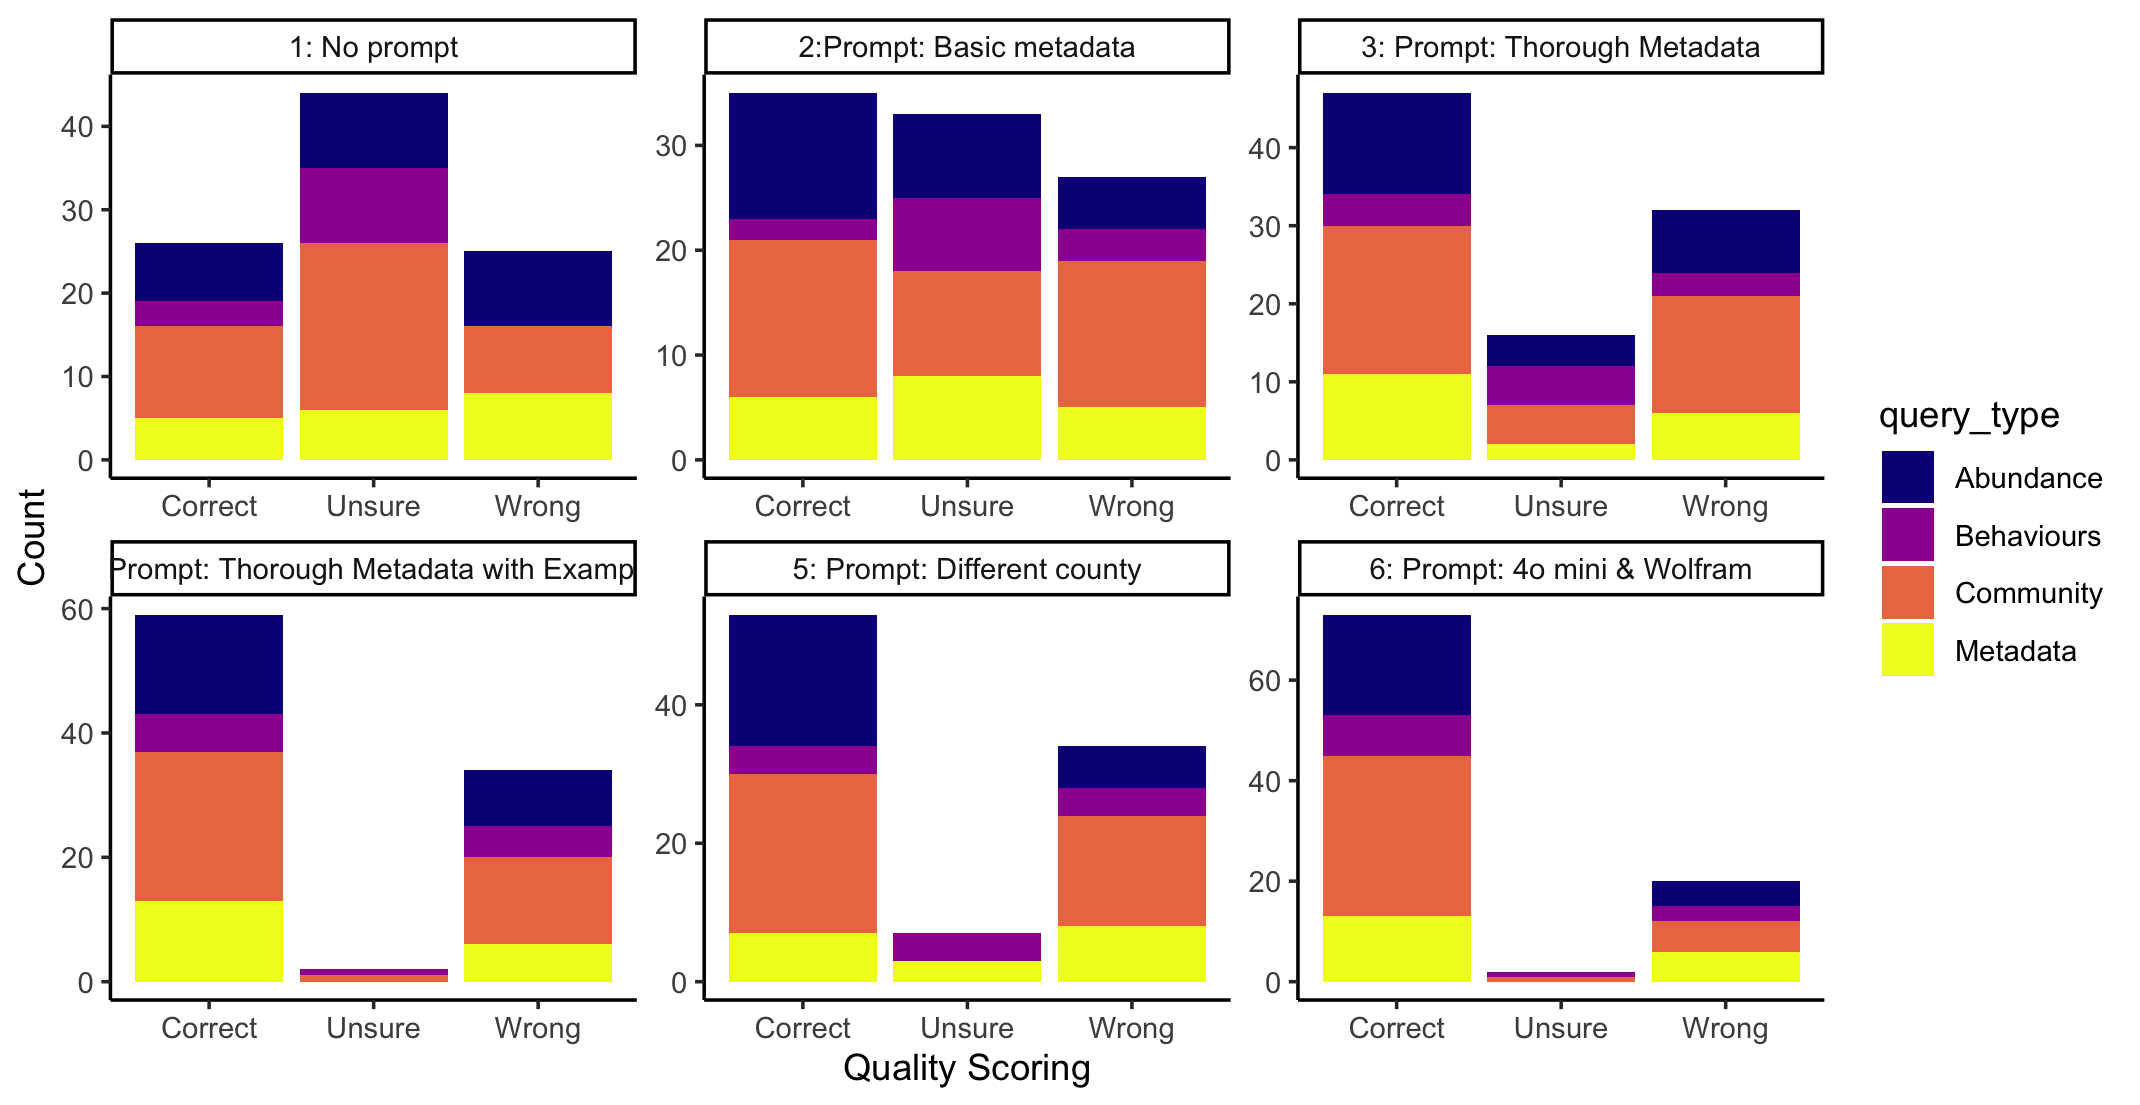 1: No prompt
2:Prompt: Basic metadata
3: Prompt: Thorough Metadata
40
30
20
10
0
30
20
10
0
40
30
20
10
0
Correct Unsure Wrong
Correct Unsure Wrong
Correct Unsure Wrong
Prompt: Thorough Metadata with Examp
5: Prompt: Different county
6: Prompt: 4o mini & Wolfram
60
40
20
0
40
20
0
60
40
20
0
Correct Unsure Wrong
Correct Unsure Wrong
Correct Unsure Wrong
Count
Quality Scoring
query_type
Abundance
Behaviours
Community
Metadata